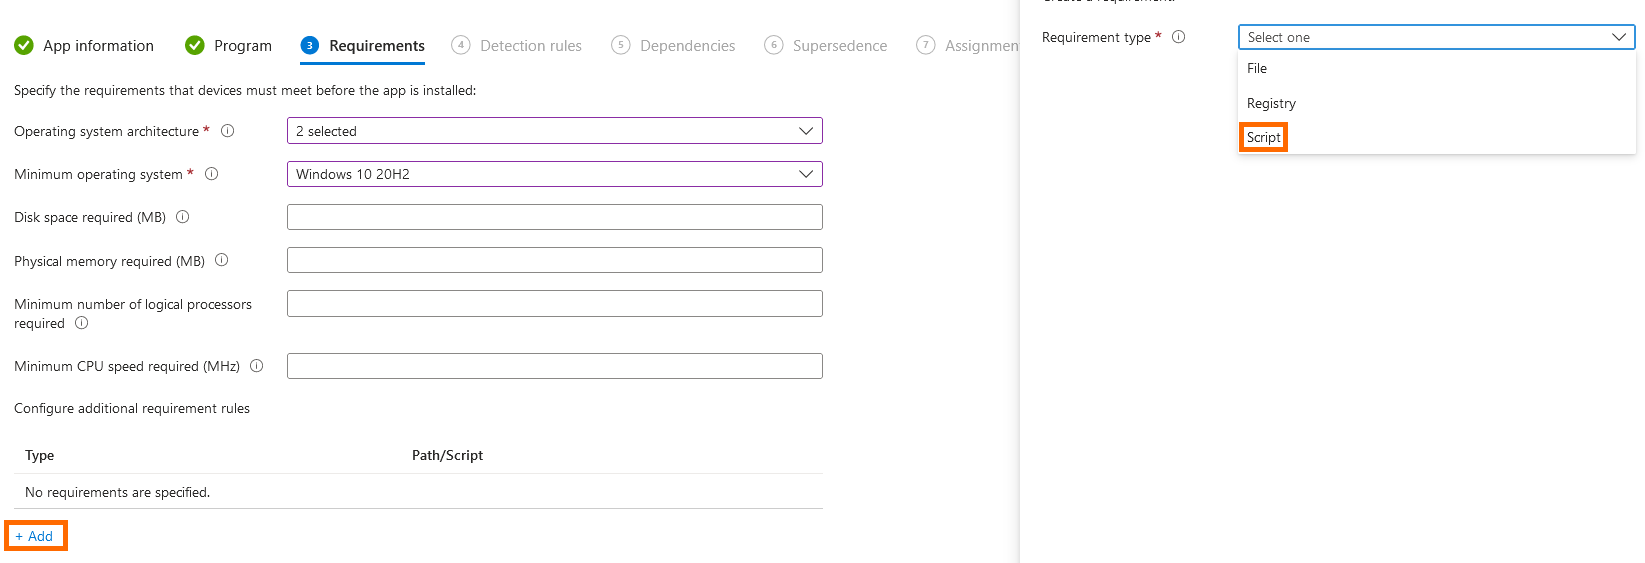 App information
Program
3 Requirements
4 Detection rules
5 Dependencies
6 Supersedence
7 Assignmen
Specify the requirements that devices must meet before the app is installed:
Operating system architecture *
2 selected
Minimum operating system *
Windows 10 20H2
Disk space required (MB)
Physical memory required (MB)
Minimum number of logical processors
required
Minimum CPU speed required (MHz)
Configure additional requirement rules
Type Path/Script
No requirements are specified.
+ Add
Create a requirement.
Requirement type *
Select one
File
Registry
Script